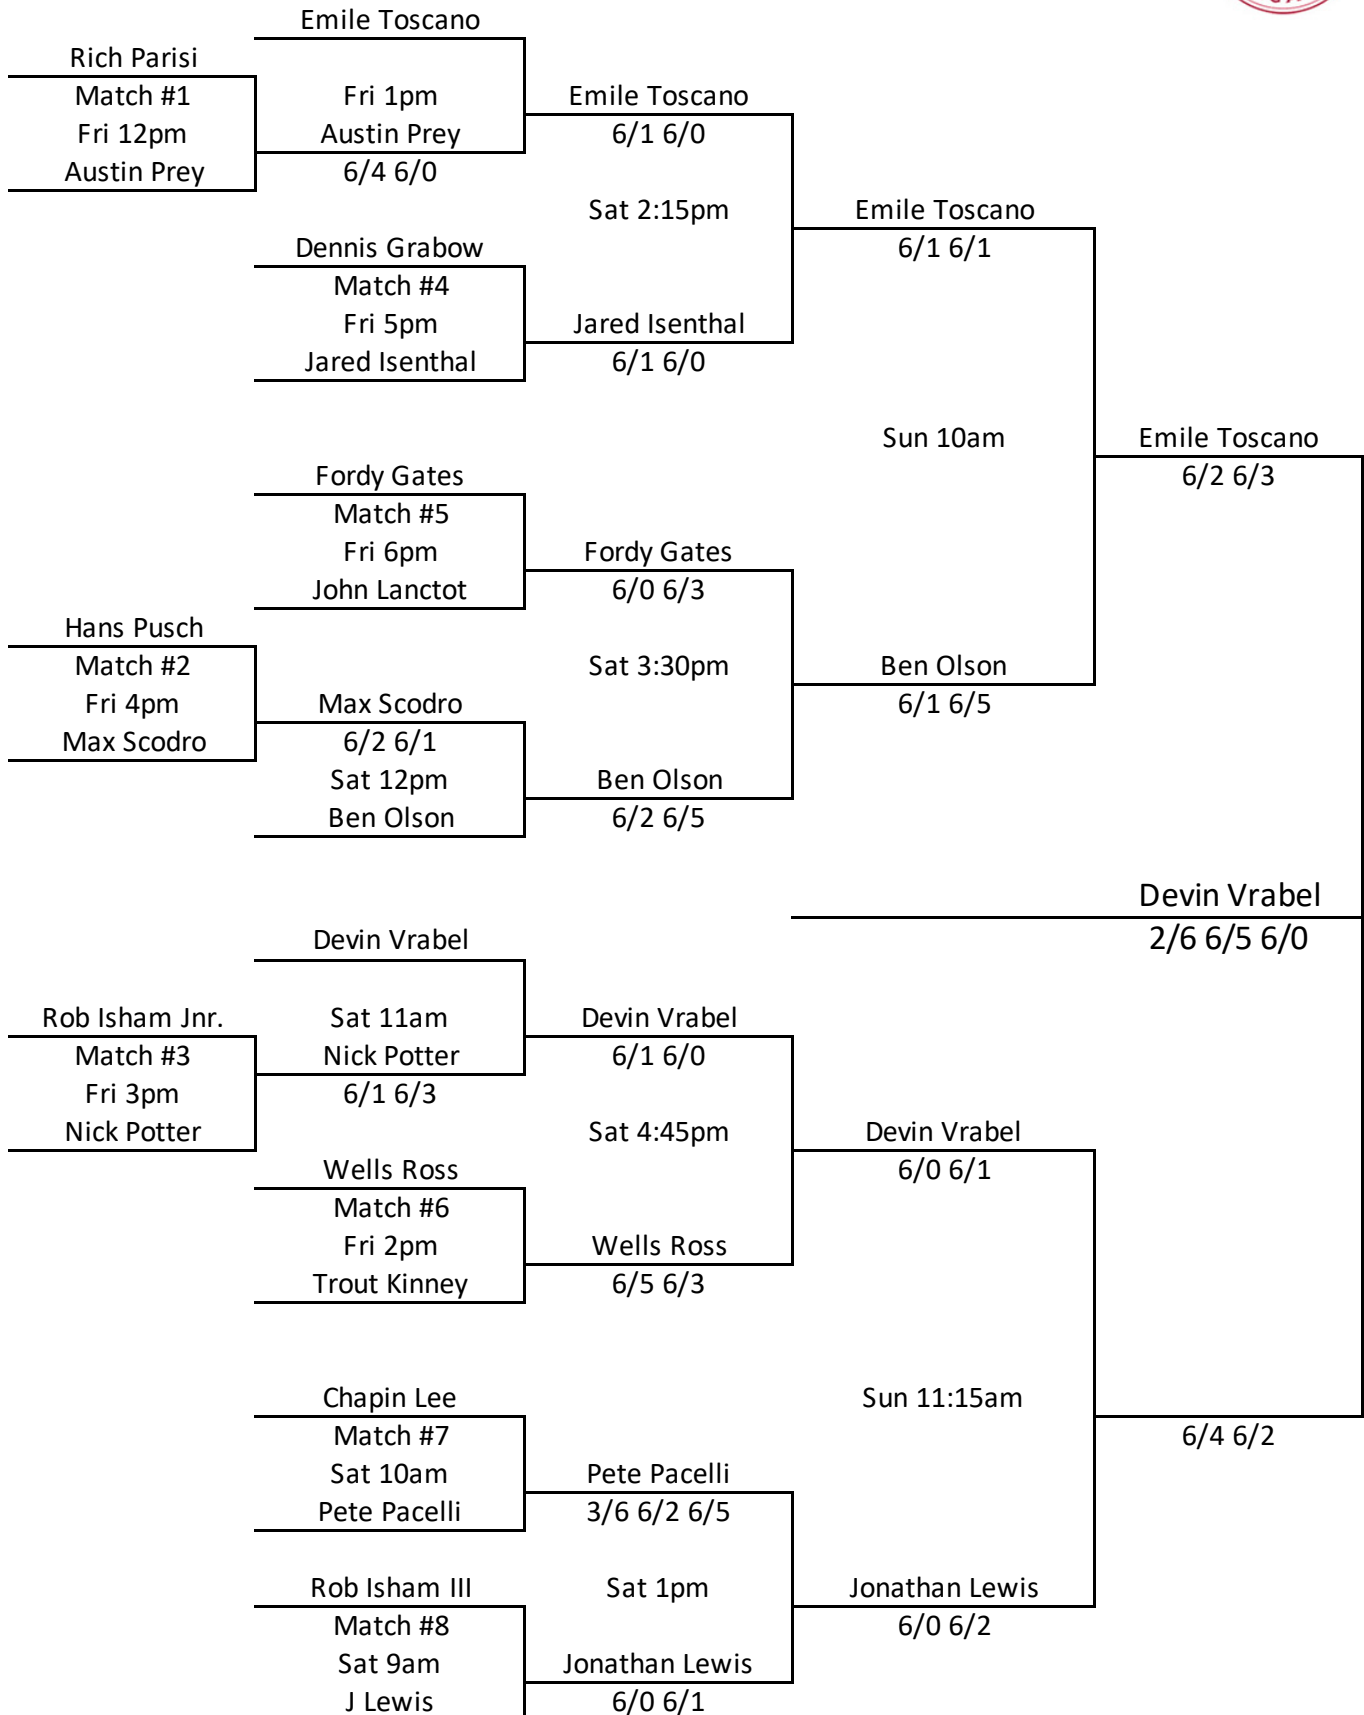 Emile Toscano
Rich Parisi
Match #1
Fri 1pm
Emile Toscano
Fri 12pm
Austin Prey
6/1 6/0
Austin Prey
6/4 6/0
Sat 2:15pm
Emile Toscano
Dennis Grabow
6/1 6/1
Match #4
Fri 5pm
Jared Isenthal
Jared Isenthal
6/1 6/0
Sun 10am
Emile Toscano
Fordy Gates
6/2 6/3
Match #5
Fri 6pm
Fordy Gates
John Lanctot
6/0 6/3
Hans Pusch
Match #2
Sat 3:30pm
Ben Olson
Fri 4pm
Max Scodro
6/1 6/5
Max Scodro
6/2 6/1
Sat 12pm
Ben Olson
Ben Olson
6/2 6/5
Devin Vrabel
Devin Vrabel
2/6 6/5 6/0
Rob Isham Jnr.
Sat 11am
Devin Vrabel
Match #3
Nick Potter
6/1 6/0
Fri 3pm
6/1 6/3
Nick Potter
Sat 4:45pm
Devin Vrabel
Wells Ross
6/0 6/1
Match #6
Fri 2pm
Wells Ross
Trout Kinney
6/5 6/3
Chapin Lee
Sun 11:15am
Match #7
6/4 6/2
Sat 10am
Pete Pacelli
Pete Pacelli
3/6 6/2 6/5
Rob Isham III
Sat 1pm
Jonathan Lewis
Match #8
6/0 6/2
Sat 9am
Jonathan Lewis
J Lewis
6/0 6/1